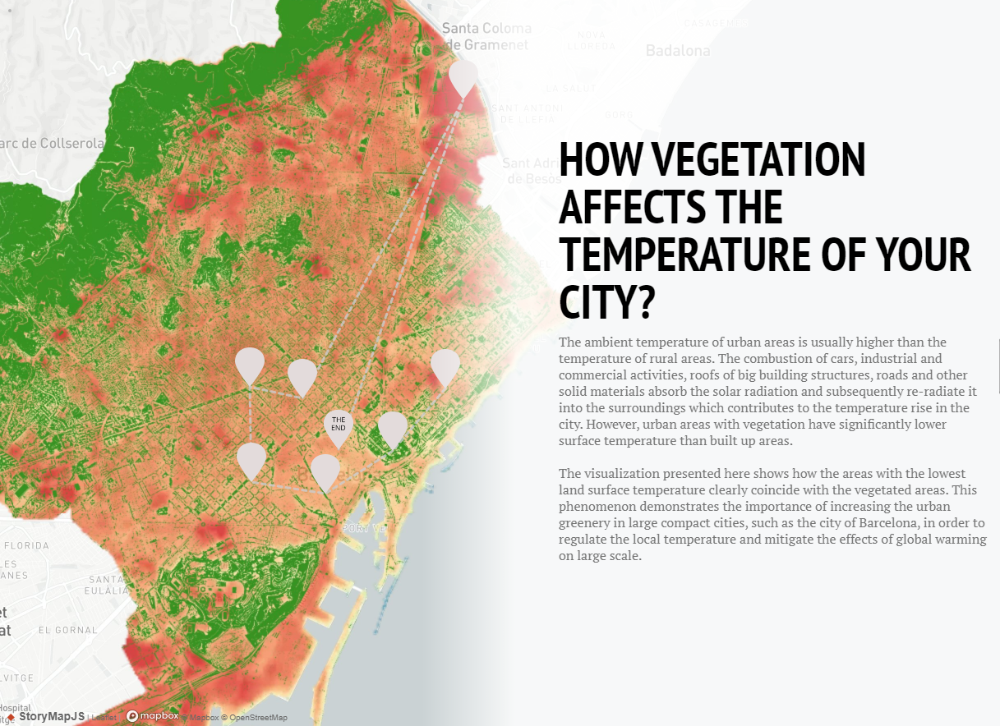 Santa Coloma
de Gramenet
CASAGEMES
NOVA
LLOREDA
Badalona
LA SALUT
SANT ANTONI
DE LLEFIÀ
GORG
arc de Collserola
Sant Adri
de Besòs
HOW VEGETATION
AFFECTS THE
TEMPERATURE OF YOUR
CITY?
The ambient temperature of urban areas is usually higher than the
temperature of rural areas. The combustion of cars, industrial and
commercial activities, roofs of big building structures, roads and other
solid materials absorb the solar radiation and subsequently re-radiate it
into the surroundings which contributes to the temperature rise in the
city. However, urban areas with vegetation have significantly lower
surface temperature than built up areas.
The visualization presented here shows how the areas with the lowest
land surface temperature clearly coincide with the vegetated areas. This
phenomenon demonstrates the importance of increasing the urban
greenery in large compact cities, such as the city of Barcelona, in order to
regulate the local temperature and mitigate the effects of global warming
on large scale.
THE
END
PORT VE
FLORIDA
LES
ANES
SANTA
EULÀLIA
et
at
EL GORNAL
LVITGE
Hospital
itge
StoryMapJS | Leaflet
mapbox
© Mapbox © OpenStreetMap